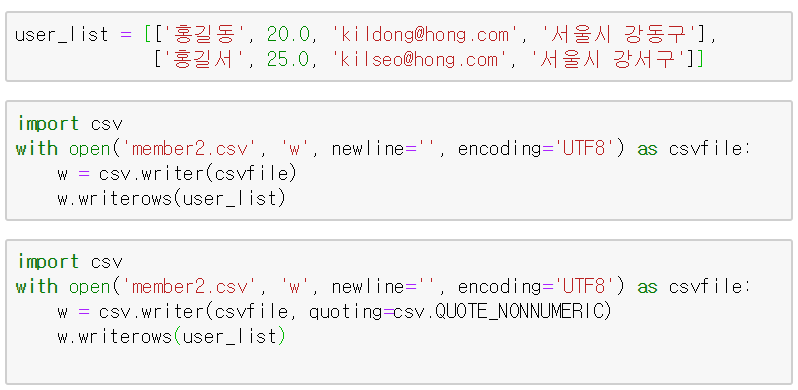 user_list = [['홍길동', 20.0, 'kildong@hong.com', '서울시 강동구'],
['홍길서', 25.0, 'kilseo@hong.com', '서울시 강서구']]
import csv
with open('member2.csv', 'w', newline='', encoding='UTF8') as csvfile:
w = csv.writer(csvfile)
w.writerows(user_list)
import csv
with open('member2.csv', 'w', newline='', encoding='UTF8') as csvfile:
w = csv.writer(csvfile, quoting=csv.QUOTE_NONNUMERIC)
w.writerows(user_list)